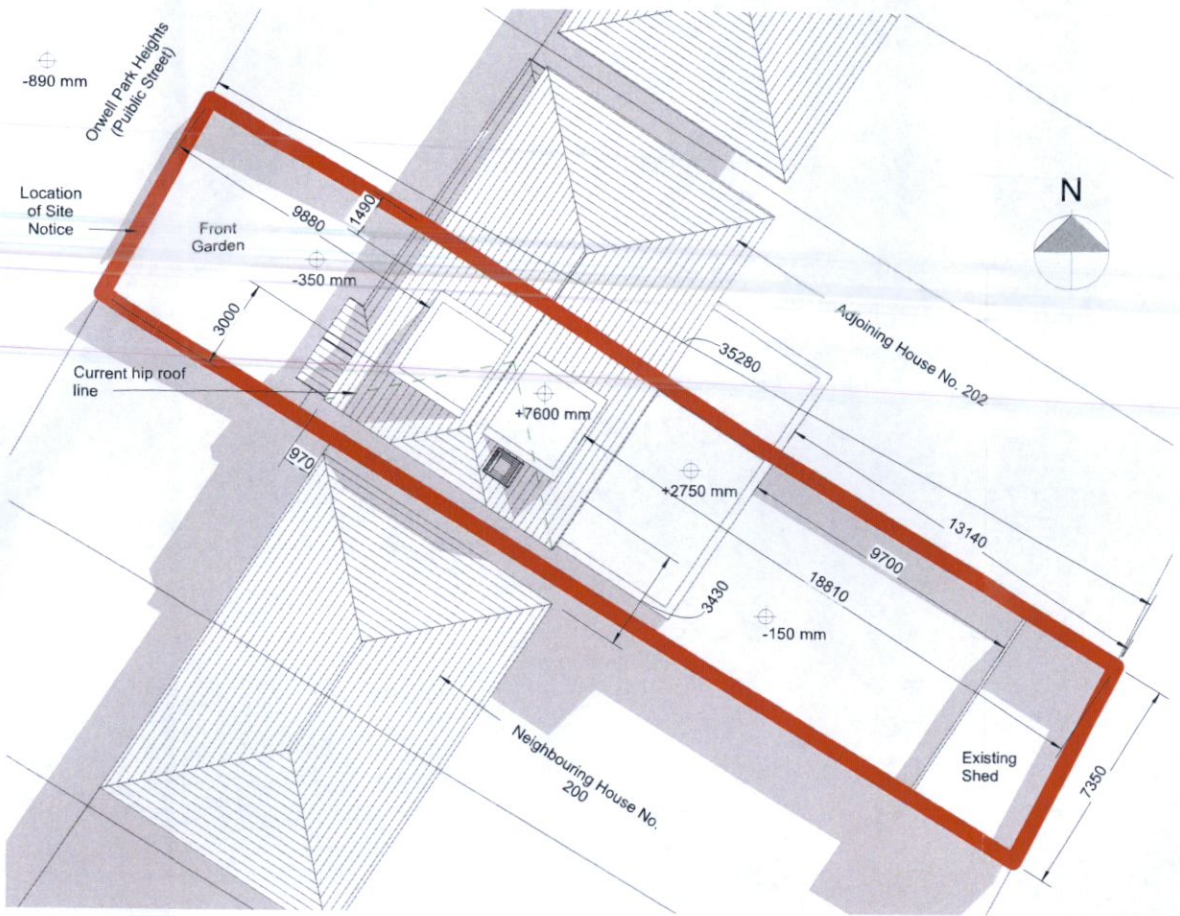 -890 mm
Orwell Park Heights
(Puiblic Street)
Location
of Site
Notice
Front
Garden
9880
1490
-350 mm
3000
Current hip roof
line
970
+7600 mm
N
Adjoining House No. 202
35280
+2750 mm
13140
9700
18810
3430
-150 mm
Neighbouring House No.
200
Existing
Shed
7350